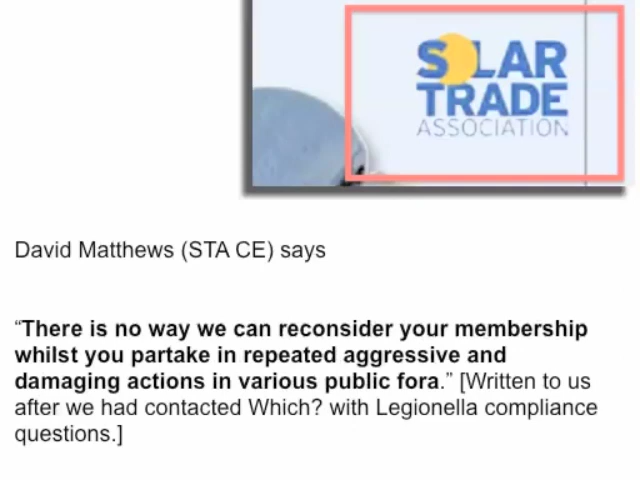 SOLAR
TRADE
ASSOCIATION
David Matthews (STA CE) says
“There is no way we can reconsider your membership
whilst you partake in repeated aggressive and
damaging actions in various public fora.” [Written to us
after we had contacted Which? with Legionella compliance
questions.]